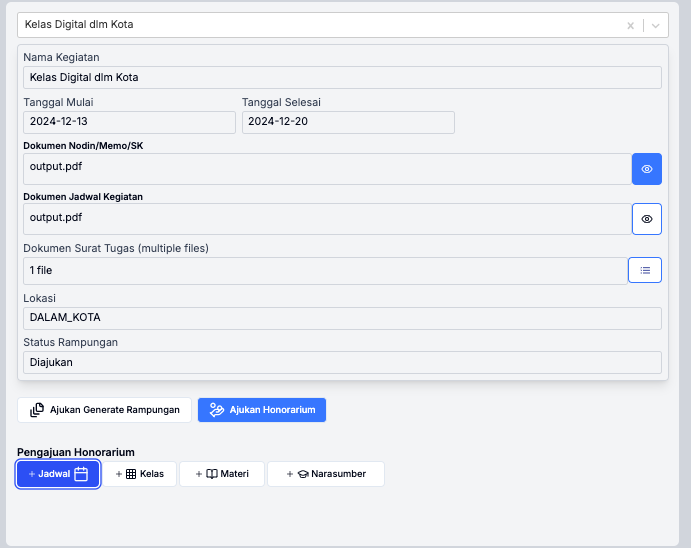 Kelas Digital dlm Kota
Nama Kegiatan
Kelas Digital dlm Kota
Tanggal Mulai Tanggal Selesai
2024-12-13 2024-12-20
Dokumen Nodin/Memo/SK
output.pdf
Dokumen Jadwal Kegiatan
output.pdf
Dokumen Surat Tugas (multiple files)
1 file
Lokasi
DALAM_KOTA
Status Rampungan
Diajukan
Ajukan Generate Rampungan Ajukan Honorarium
Pengajuan Honorarium
+ Jadwal + Kelas + Materi + Narasumber